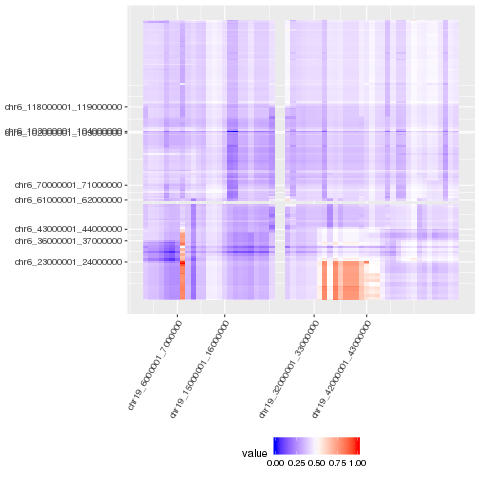 chr6_118000001_119000000
chr6_70000001_71000000
chr6_61000001_62000000
chr6_43000001_44000000
chr6_36000001_37000000
chr6_23000001_24000000
chr19_6000001_7000000
chr19_15000001_16000000
chr19_32000001_33000000
chr19_42000001_43000000
value
0.00 0.25 0.50 0.75 1.00